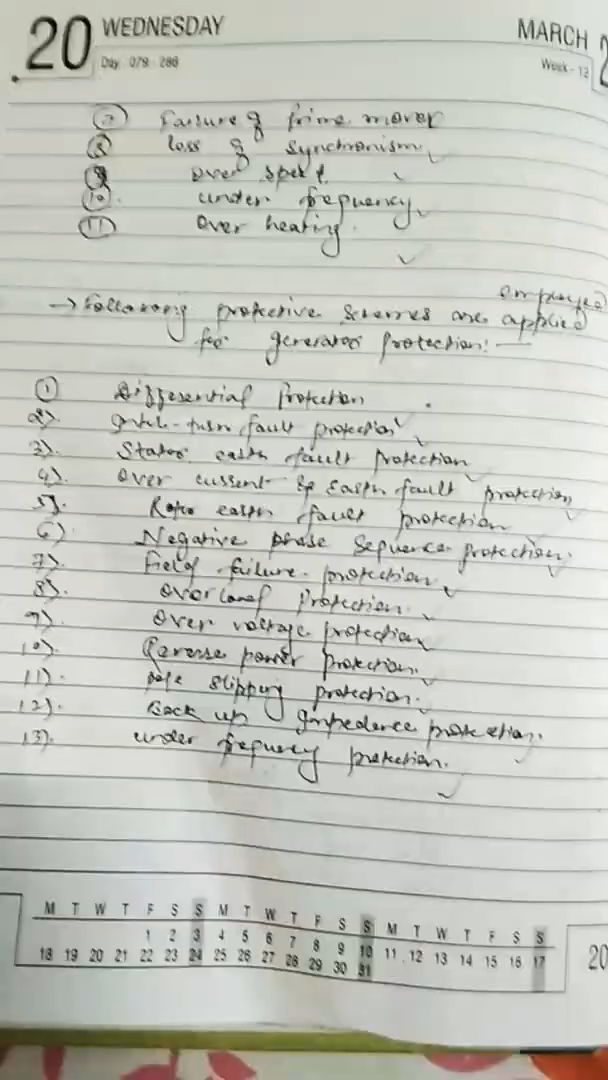 20 WEDNESDAY MARCH
Day 079 - 286 Week - 12
7 Failure of prime mover
8 loss of synchronism
9 over speed
10. under frequency
11 over heating.
employed
→ Following protective schemes are applied
for generator protection: —
1 Differential protection
2). Inter-turn fault protection
3). Stator earth fault protection
4). Over current & Earth fault protection
5). Rotor earth fault protection
6). Negative phase sequence protection.
7). Field failure protection
8). Overload protection.
9). Over voltage protection
10). Reverse power protection.
11). pole slipping protection.
12). Back up Impedence protection.
13). under frequency protection.
M T W T F S S M T W T F S S M T W T F S S
1 2 3 4 5 6 7 8 9 10 11 12 13 14 15 16 17
18 19 20 21 22 23 24 25 26 27 28 29 30 31
20